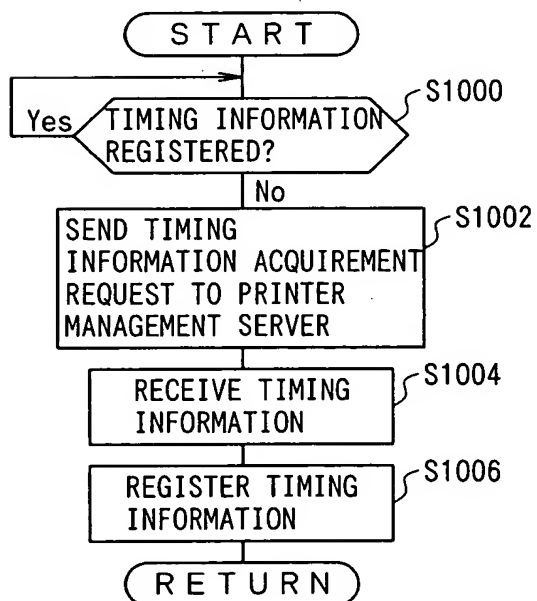 START
S1000
Yes
TIMING INFORMATION
REGISTERED?
No
S1002
SEND TIMING
INFORMATION ACQUIREMENT
REQUEST TO PRINTER
MANAGEMENT SERVER
S1004
RECEIVE TIMING
INFORMATION
S1006
REGISTER TIMING
INFORMATION
RETURN